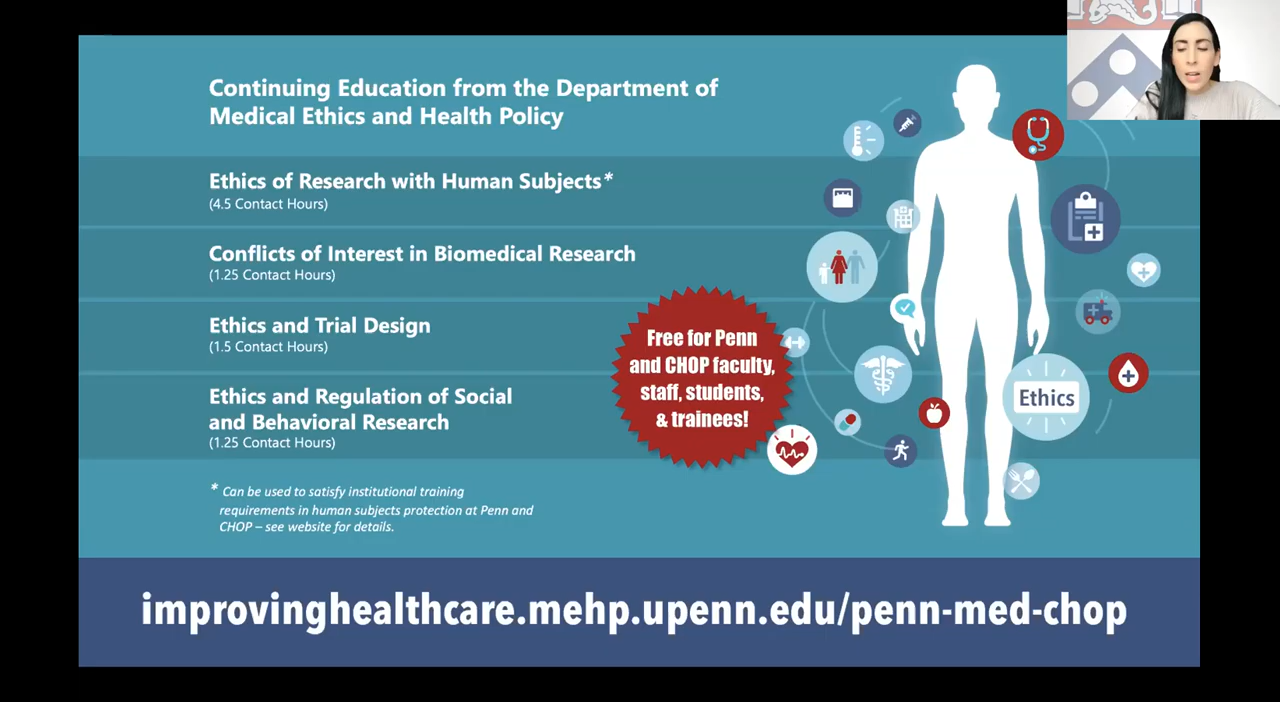 Continuing Education from the Department of
Medical Ethics and Health Policy
Ethics of Research with Human Subjects*
(4.5 Contact Hours)
Conflicts of Interest in Biomedical Research
(1.25 Contact Hours)
Ethics and Trial Design
(1.5 Contact Hours)
Ethics and Regulation of Social
and Behavioral Research
(1.25 Contact Hours)
Free for Penn
and CHOP faculty,
staff, students,
& trainees!
Ethics
* Can be used to satisfy institutional training
requirements in human subjects protection at Penn and
CHOP – see website for details.
improvinghealthcare.mehp.upenn.edu/penn-med-chop